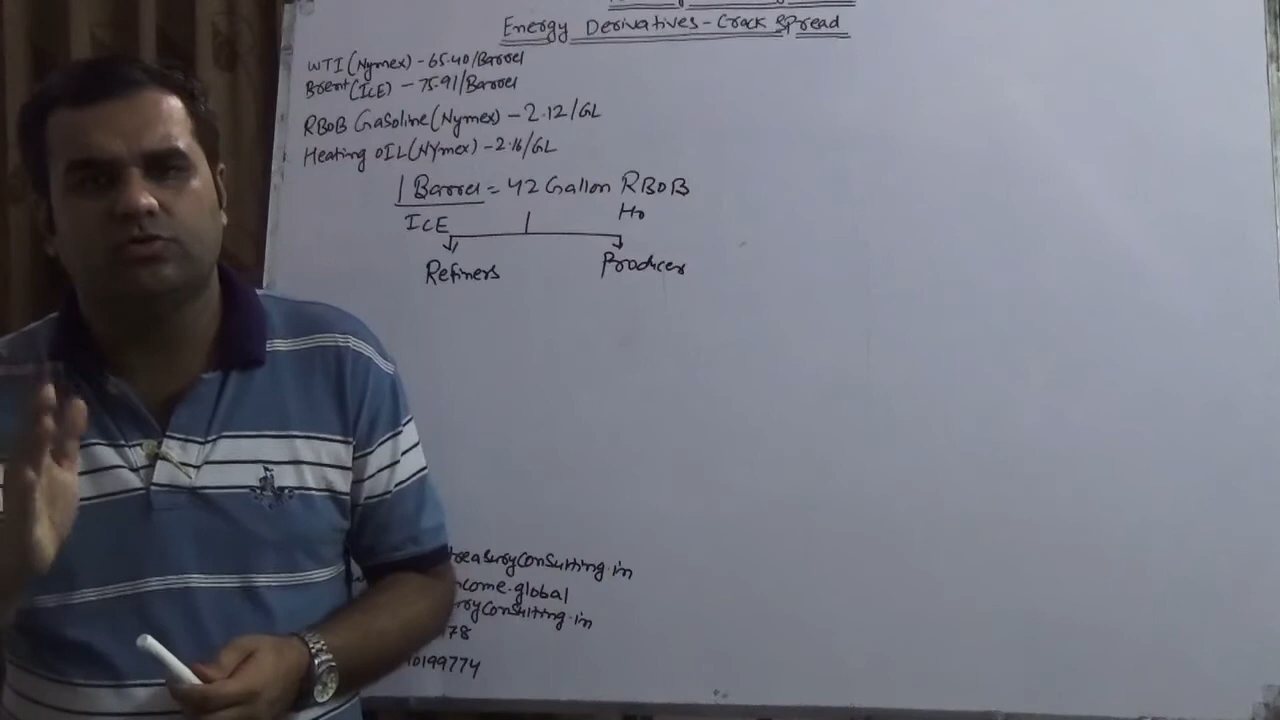 Energy Derivatives - Crack Spread
WTI (Nymex) - 65.40/Barrel
Brent (ICE) - 75.91/Barrel
RBOB Gasoline (Nymex) - 2.12/GL
Heating OIL (NYmex) - 2.16/GL
1 Barrel = 42 Gallon RBOB
ICE Ho
Refiners Producer
treasuryconsulting.in
ncome.global
ryconsulting.in
78
10199774